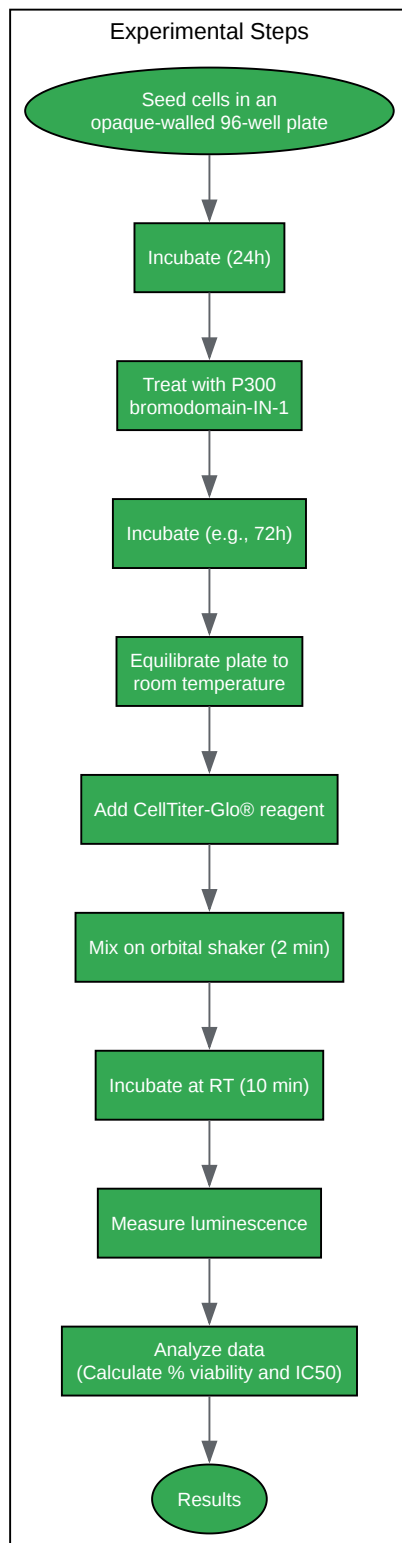 Experimental Steps
Seed cells in an
opaque-walled 96-well plate
Incubate (24h)
Treat with P300
bromodomain-IN-1
Incubate (e.g., 72h)
Equilibrate plate to
room temperature
Add CellTiter-Glo® reagent
Mix on orbital shaker (2 min)
Incubate at RT (10 min)
Measure luminescence
Analyze data
(Calculate % viability and IC50)
Results